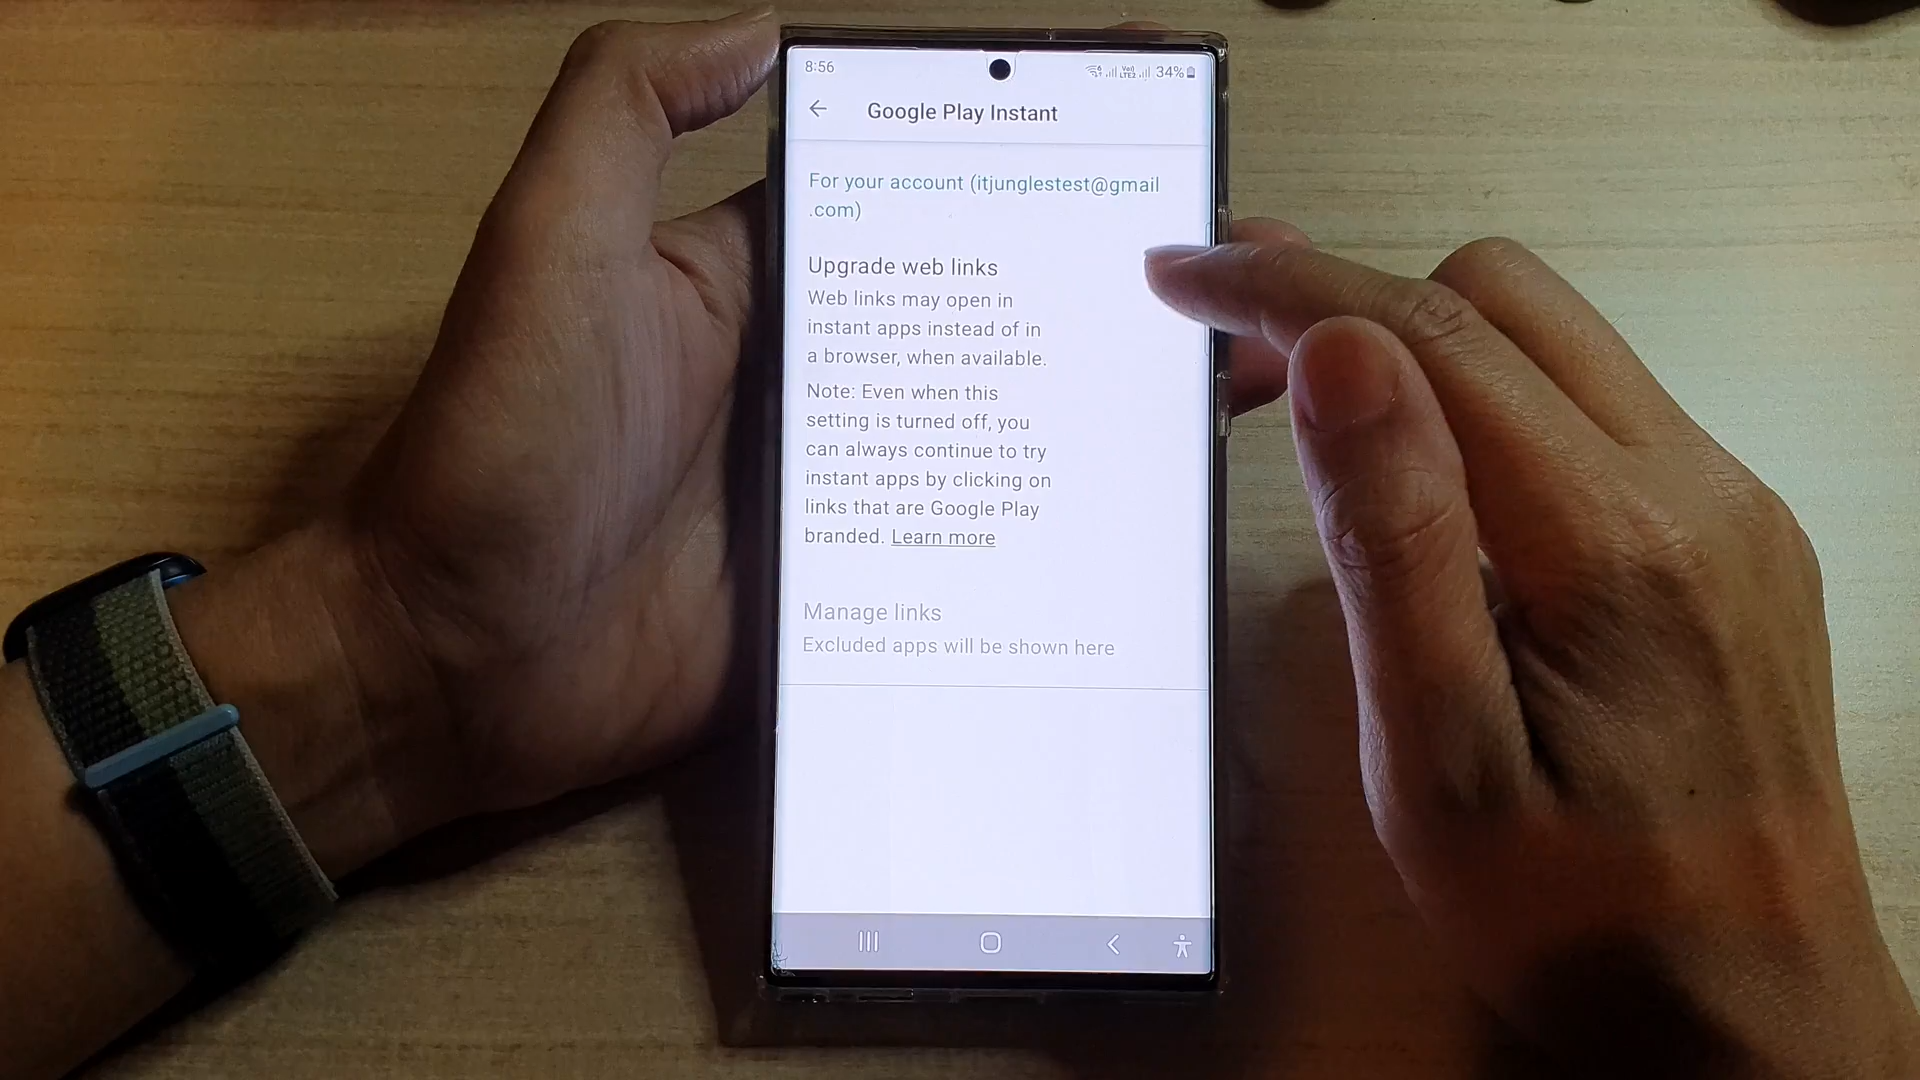 8:56
34%
Google Play Instant
For your account (itjunglestest@gmail
.com)
Upgrade web links
Web links may open in
instant apps instead of in
a browser, when available.
Note: Even when this
setting is turned off, you
can always continue to try
instant apps by clicking on
links that are Google Play
branded. Learn more
Manage links
Excluded apps will be shown here